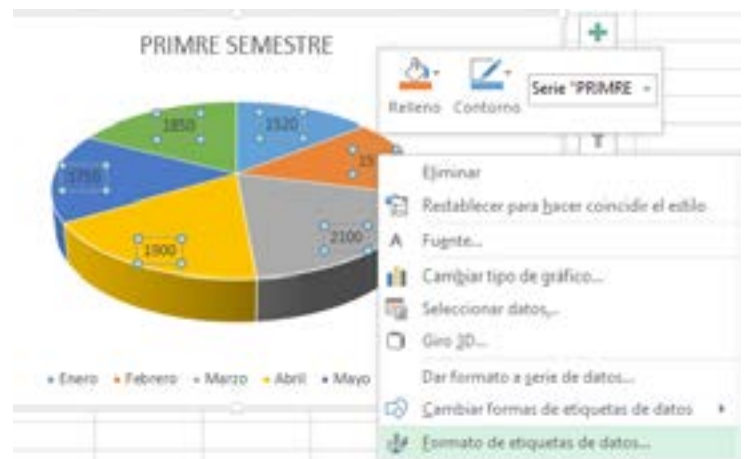 PRIMRE SEMESTRE
Relleno Contorno Serie "PRIMRE
1850 1520
1750 15
1900 2100
Eliminar
Restablecer para hacer coincidir el estilo
A Fuente...
Cambiar tipo de gráfico...
Seleccionar datos...
Giro 3D...
Dar formato a serie de datos...
Cambiar formas de etiquetas de datos
Formato de etiquetas de datos...
Enero Febrero Marzo Abril Mayo